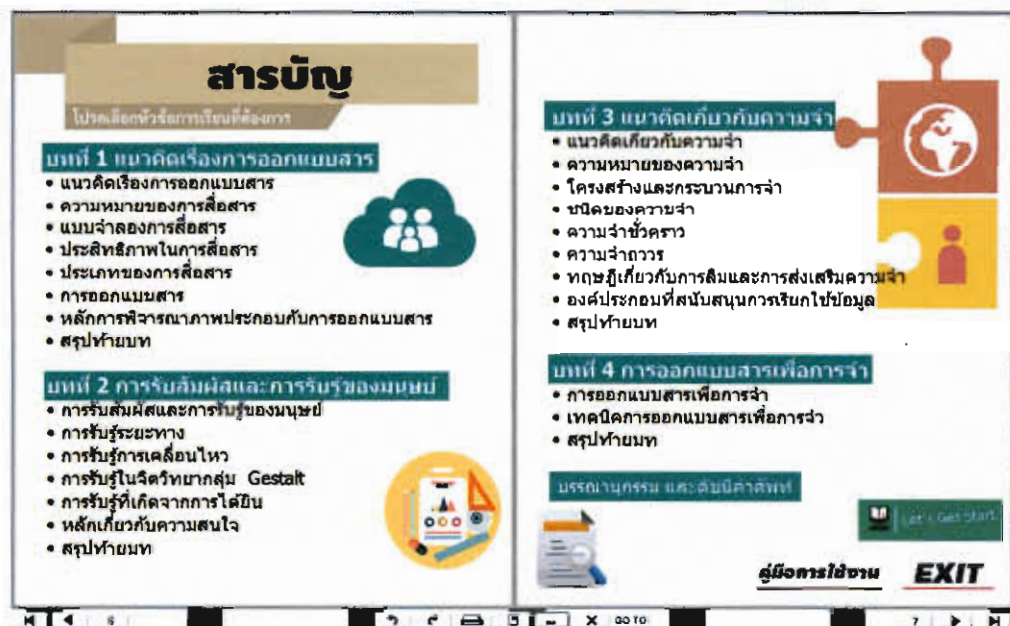 สารบัญ
โปรดเลือกหัวข้อการเรียนที่ต้องการ
บทที่ 1 แนวคิดเรื่องการออกแบบสาร
• แนวคิดเรื่องการออกแบบสาร
• ความหมายของการสื่อสาร
• แบบจำลองการสื่อสาร
• ประสิทธิภาพในการสื่อสาร
• ประเภทของการสื่อสาร
• การออกแบบสาร
• หลักการพิจารณาภาพประกอบกับการออกแบบสาร
• สรุปท้ายบท
บทที่ 2 การรับสัมผัสและการรับรู้ของมนุษย์
• การรับสัมผัสและการรับรู้ของมนุษย์
• การรับรู้ระยะทาง
• การรับรู้การเคลื่อนไหว
• การรับรู้ในจิตวิทยากลุ่ม Gestalt
• การรับรู้ที่เกิดจากการได้ยิน
• หลักเกี่ยวกับความสนใจ
• สรุปท้ายบท
บทที่ 3 แนวคิดเกี่ยวกับความจำ
• แนวคิดเกี่ยวกับความจำ
• ความหมายของความจำ
• โครงสร้างและกระบวนการจำ
• ชนิดของความจำ
• ความจำชั่วคราว
• ความจำถาวร
• ทฤษฎีเกี่ยวกับการลืมและการส่งเสริมความจำ
• องค์ประกอบที่สนับสนุนการเรียกใช้ข้อมูล
• สรุปท้ายบท
บทที่ 4 การออกแบบสารเพื่อการจำ
• การออกแบบสารเพื่อการจำ
• เทคนิคการออกแบบสารเพื่อการจำ
• สรุปท้ายบท
บรรณานุกรม และดัชนีคำศัพท์
Let's Get Start
คู่มือการใช้งาน EXIT
6 GO TO 7